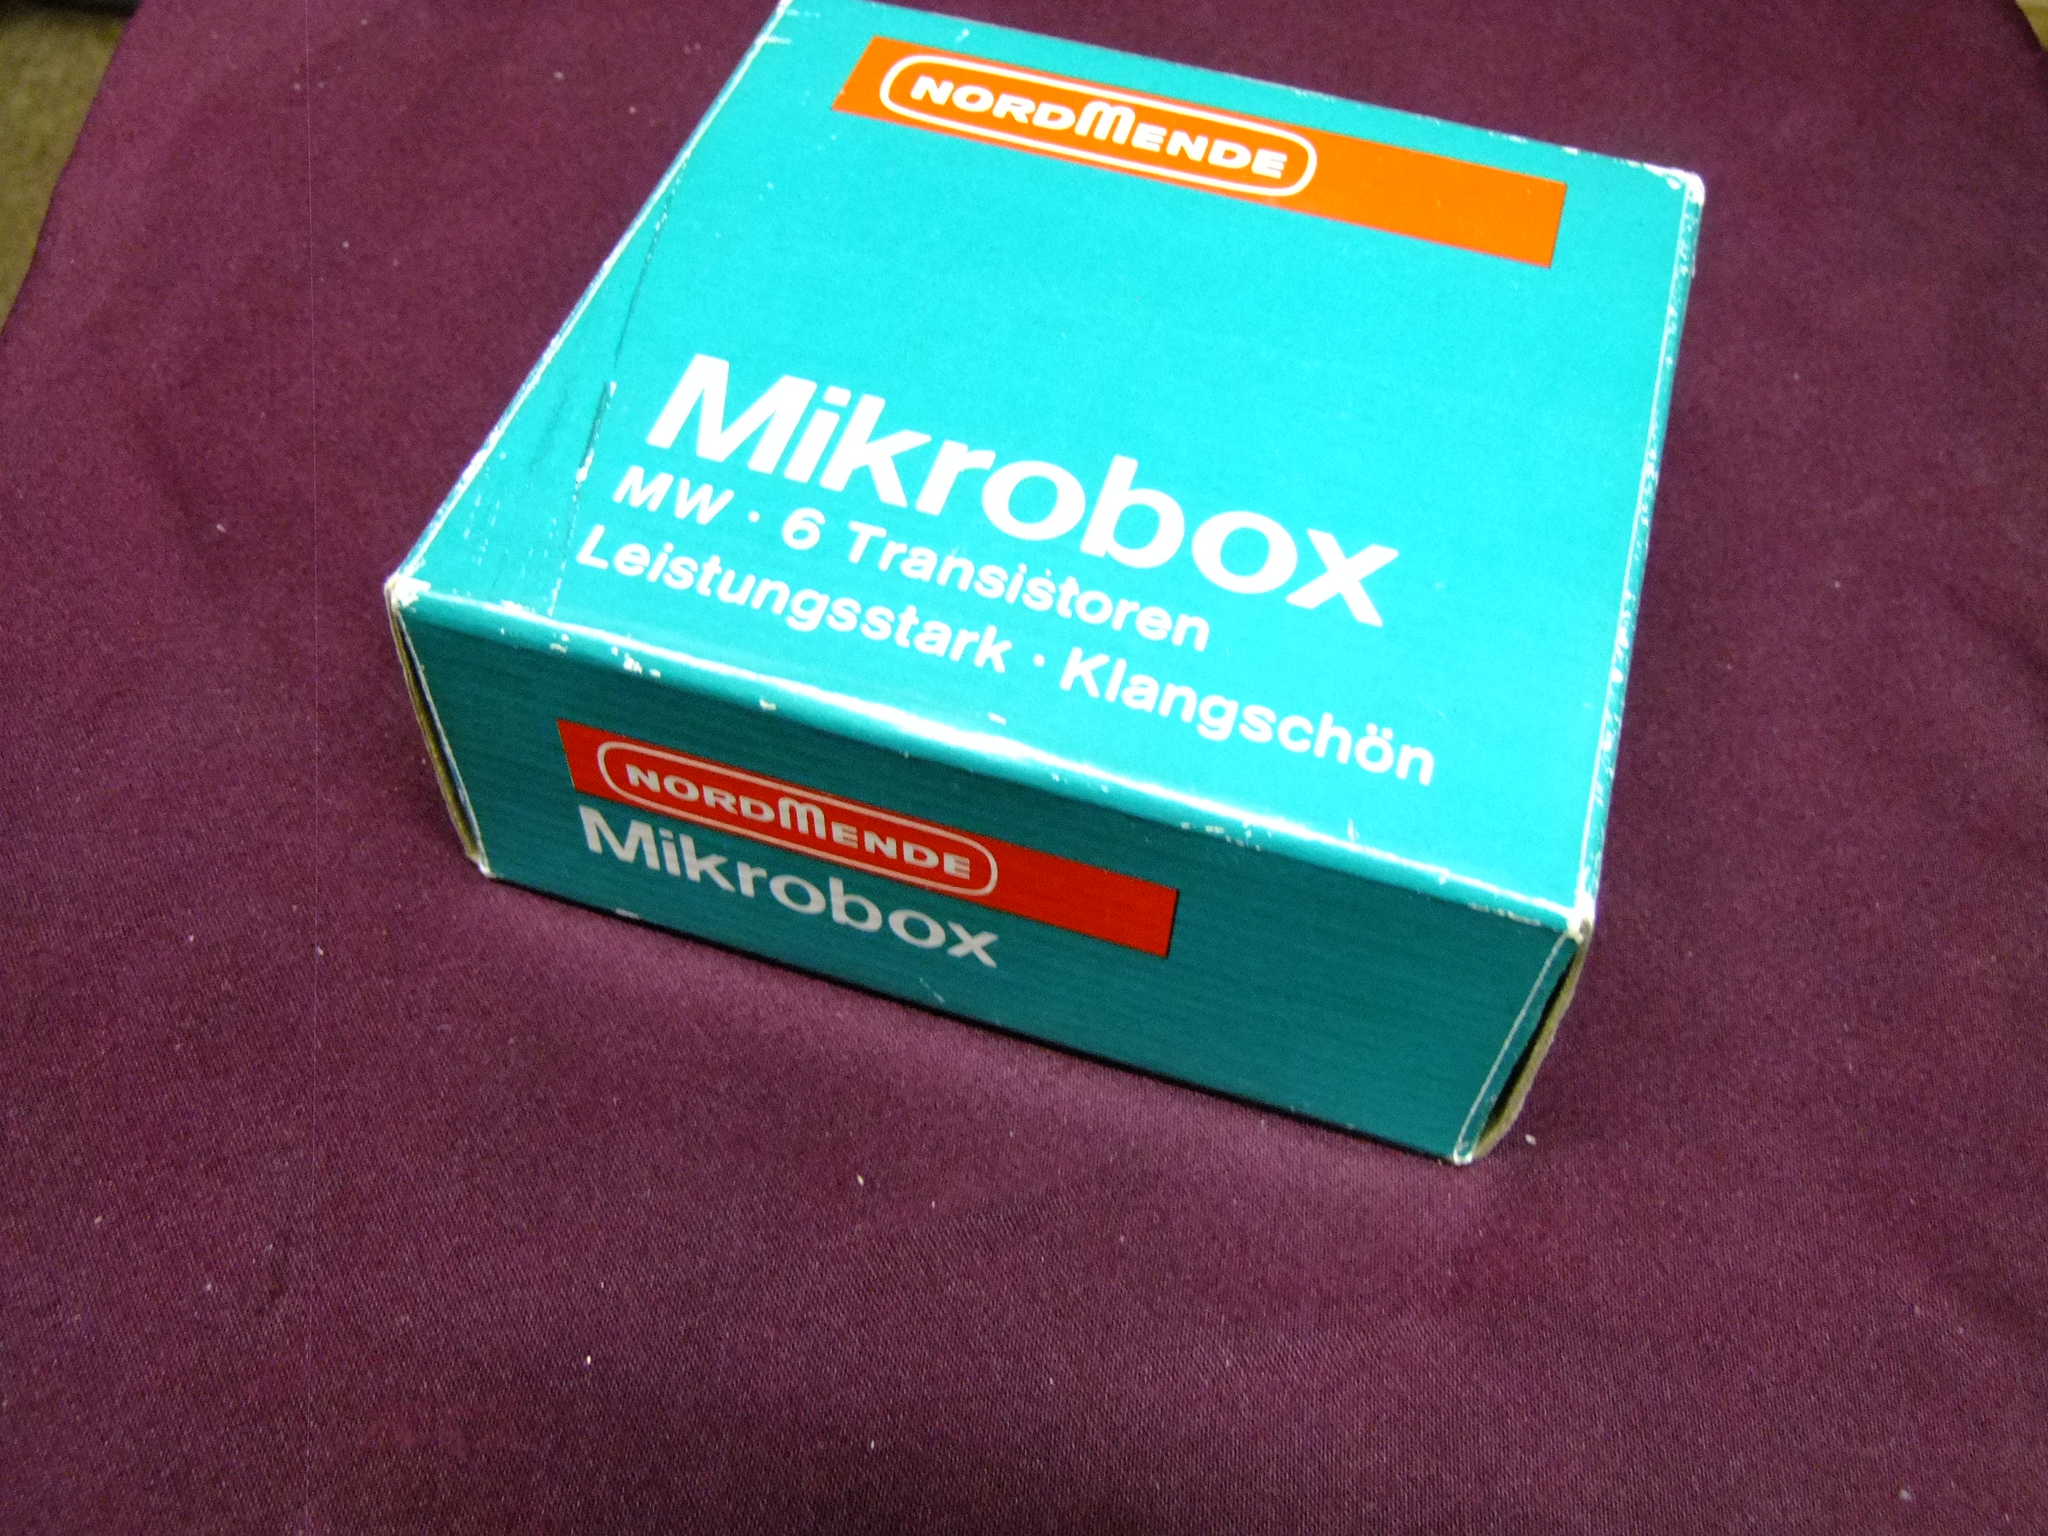 NORDMENDE
Mikrobox
MW · 6 Transistoren
Leistungsstark · Klangschön
NORDMENDE
Mikrobox